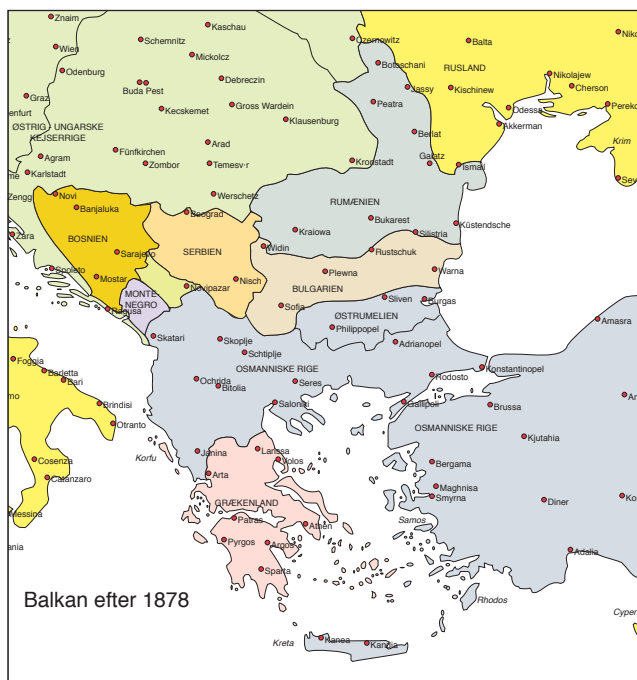 Znaim
Kaschau
Schemnitz
Czernowitz
Balta
Wien
Mickolcz
Botoschani
RUSLAND
Nikolajew
Odenburg
Debreczin
Buda Pest
Jassy
Kischinew
Cherson
Graz
Gross Wardein
Peatra
Odessa
Kecskemet
Klausenburg
Akkerman
ØSTRIG - UNGARSKE
KEJSERRIGE
Berlat
Krim
Arad
Fünfkirchen
Agram
Zombor
Temesv·r
Kronstadt
Galatz
Ismail
Karlstadt
Zengg
Novi
Werschetz
Banjaluka
Beograd
RUMÆNIEN
Bukarest
Küstendsche
Zara
BOSNIEN
Kraiowa
Silistria
Sarajevo
SERBIEN
Widin
Rustschuk
Spoleto
Mostar
Plewna
Warna
Nisch
Novipazar
BULGARIEN
MONTE-
NEGRO
Sofia
Sliven
Burgas
Ragusa
ØSTRUMELIEN
Philippopel
Amasra
Skatari
Skoplje
Adrianopel
Schtiplje
Foggia
OSMANNISKE RIGE
Konstantinopel
Barletta
Ochrida
Rodosto
Bari
Bitolia
Seres
Brindisi
Saloniki
Gallipoli
Brussa
Otranto
OSMANNISKE RIGE
Kjutahia
Korfu
Janina
Larissa
Cosenza
Volos
Bergama
Catanzaro
Arta
Maghnisa
Smyrna
GRÆKENLAND
Diner
Messina
Patras
Athen
Samos
Pyrgos
Argos
Adalia
Sparta
Balkan efter 1878
Rhodos
Kreta
Kanea
Kandia